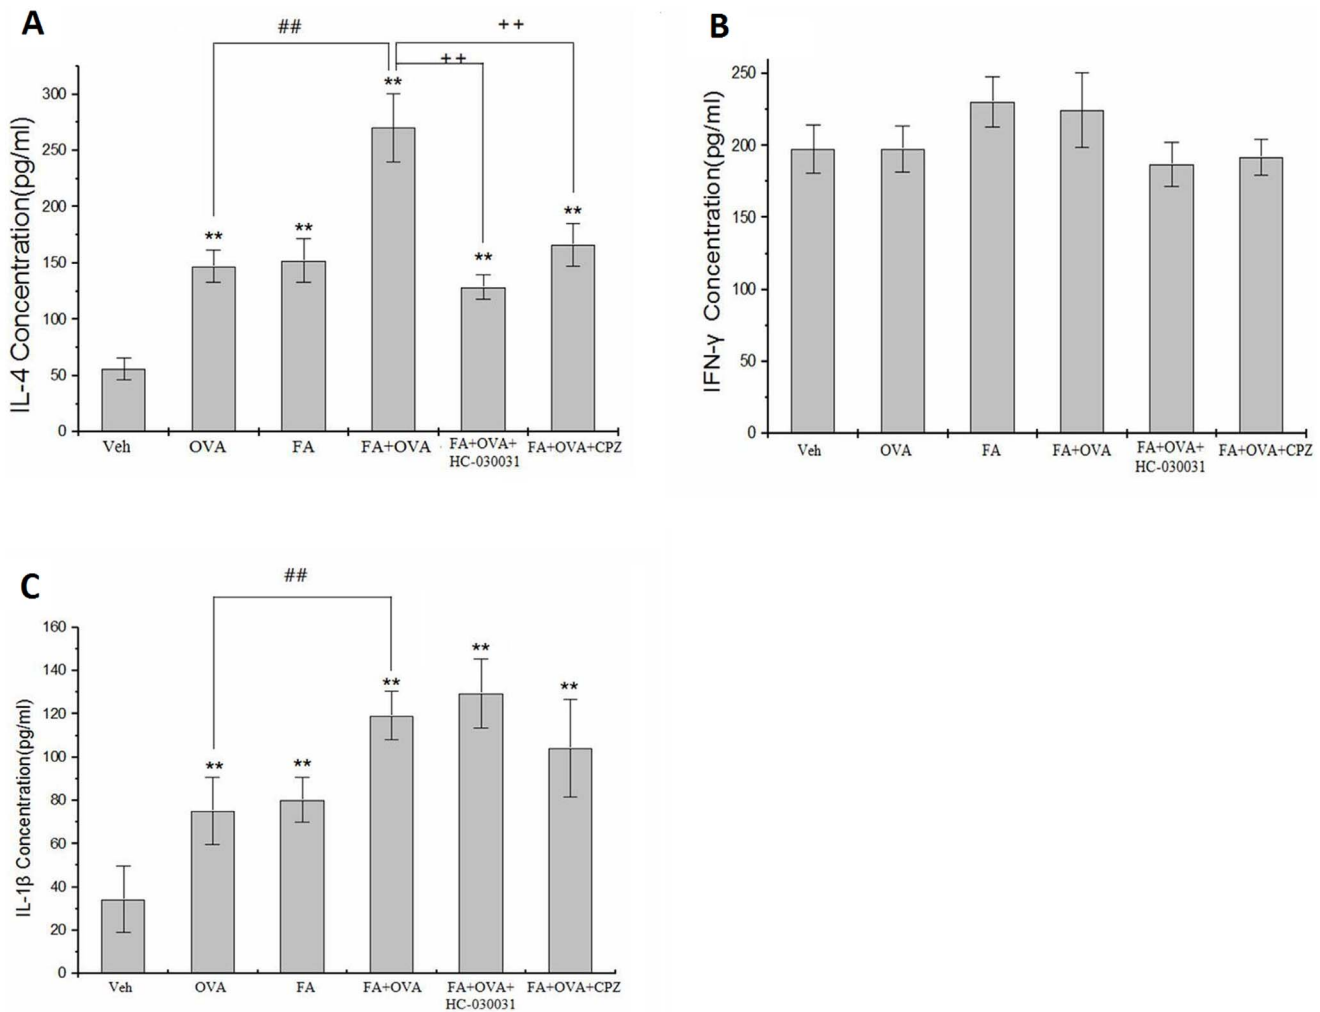 A
##
++
++
**
**
**
**
**
IL-4 Concentration(pg/ml)
300
250
200
150
100
50
0
Veh
OVA
FA
FA+OVA
FA+OVA+
HC-030031
FA+OVA+CPZ
B
IFN-γ Concentration(pg/ml)
250
200
150
100
50
0
Veh
OVA
FA
FA+OVA
FA+OVA+
HC-030031
FA+OVA+CPZ
C
##
**
**
**
**
**
IL-1β Concentration(pg/ml)
160
140
120
100
80
60
40
20
0
Veh
OVA
FA
FA+OVA
FA+OVA+
HC-030031
FA+OVA+CPZ